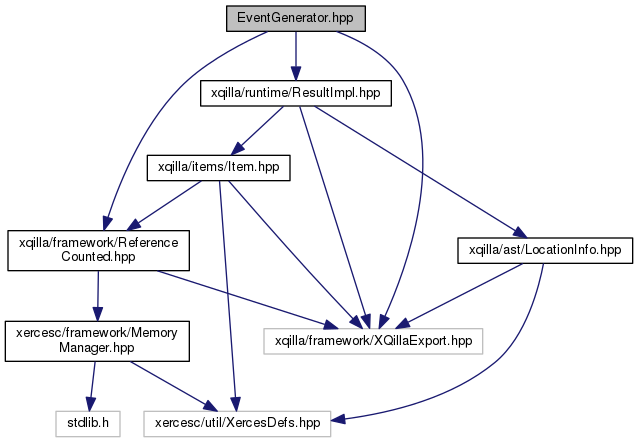 EventGenerator.hpp
xqilla/runtime/ResultImpl.hpp
xqilla/items/Item.hpp
xqilla/framework/Reference
Counted.hpp
xqilla/ast/LocationInfo.hpp
xercesc/framework/Memory
Manager.hpp
xqilla/framework/XQillaExport.hpp
stdlib.h
xercesc/util/XercesDefs.hpp